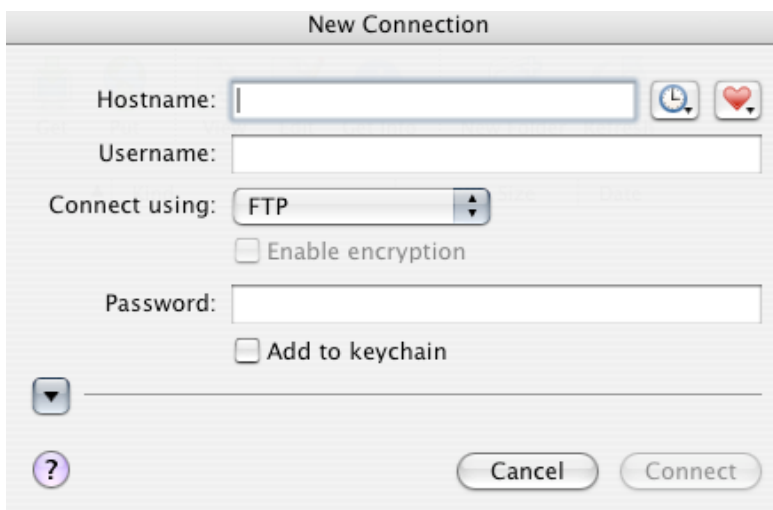 New Connection
Hostname:
Username:
Connect using: FTP
Enable encryption
Password:
Add to keychain
? Cancel Connect